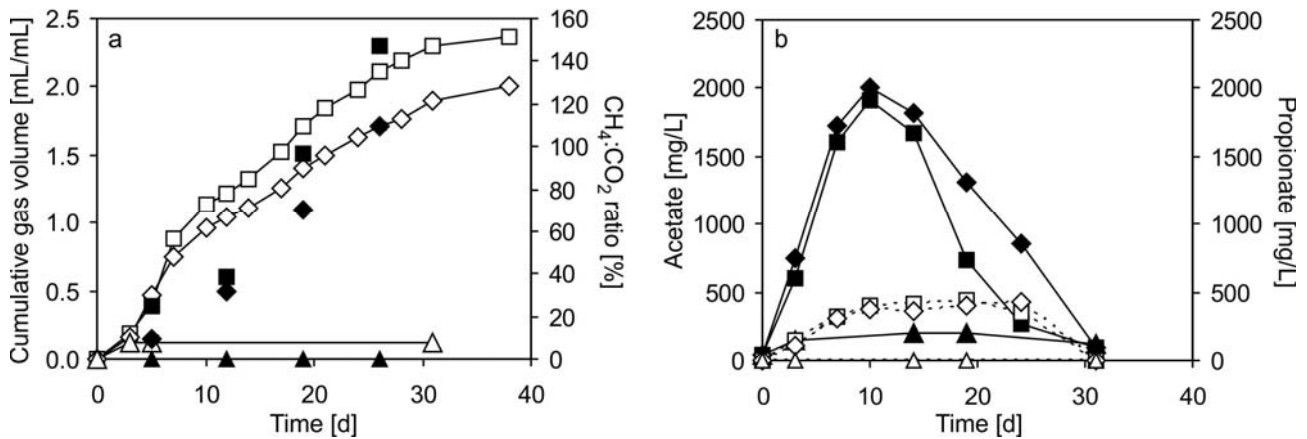 a
Cumulative gas volume [mL/mL]
2.5
2.0
1.5
1.0
0.5
0.0
160
140
120
100
80
60
40
20
0
CH4:CO2 ratio [%]
0 10 20 30 40
Time [d]
b
Acetate [mg/L]
2500
2000
1500
1000
500
0
2500
2000
1500
1000
500
0
Propionate [mg/L]
0 10 20 30 40
Time [d]